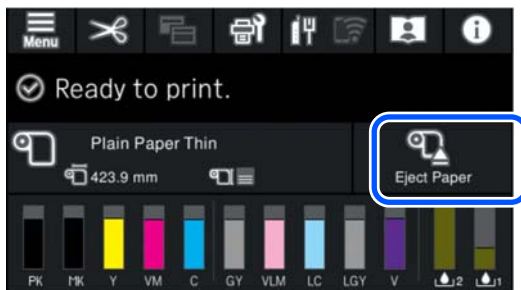 Menu
Ready to print.
Plain Paper Thin
423.9 mm
Eject Paper
PK MK Y VM C GY VLM LC LGY V 2 1